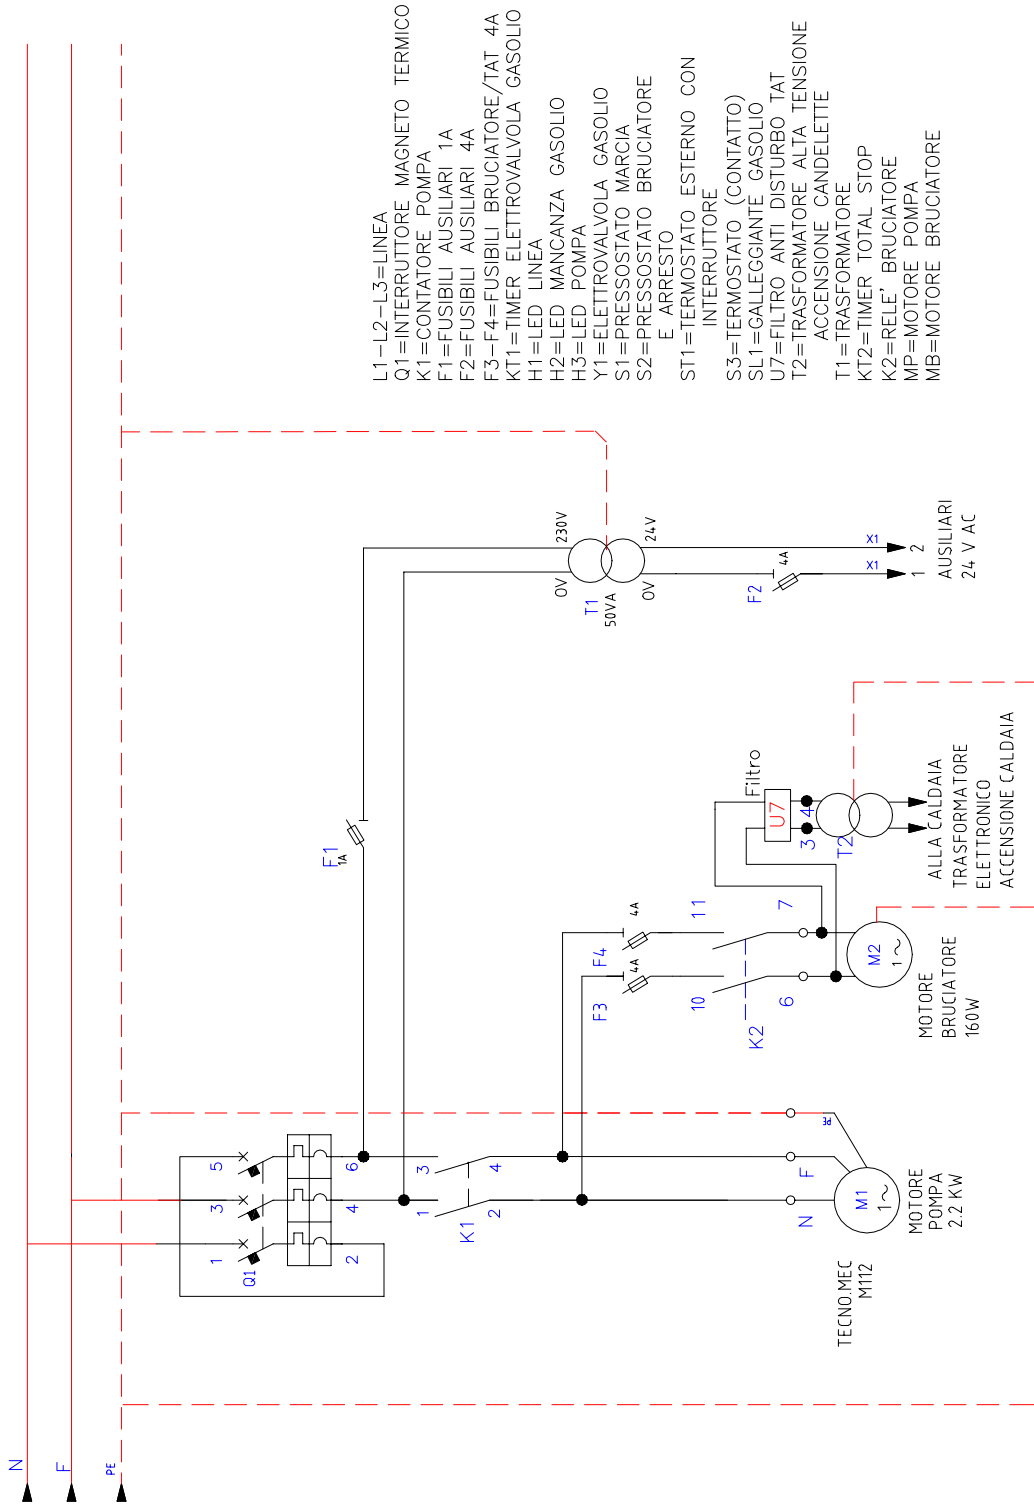 N
F
PE
L1-L2-L3=LINEA
Q1=INTERRUTTORE MAGNETO TERMICO
K1=CONTATORE POMPA
F1=FUSIBILI AUSILIARI 1A
F2=FUSIBILI AUSILIARI 4A
F3-F4=FUSIBILI BRUCIATORE/TAT 4A
KT1=TIMER ELETTROVALVOLA GASOLIO
H1=LED LINEA
H2=LED MANCANZA GASOLIO
H3=LED POMPA
Y1=ELETTROVALVOLA GASOLIO
S1=PRESSOSTATO MARCIA
S2=PRESSOSTATO BRUCIATORE
E ARRESTO
ST1=TERMOSTATO ESTERNO CON
INTERRUTTORE
S3=TERMOSTATO (CONTATTO)
SL1=GALLEGGIANTE GASOLIO
U7=FILTRO ANTI DISTURBO TAT
T2=TRASFORMATORE ALTA TENSIONE
ACCENSIONE CANDELETTE
T1=TRASFORMATORE
KT2=TIMER TOTAL STOP
K2=RELE' BRUCIATORE
MP=MOTORE POMPA
MB=MOTORE BRUCIATORE
1
3
5
Q1
2
4
6
F1
1A
1
3
K1
2
4
0V
230V
T1
50VA
0V
24V
F2
4A
X1
X1
1
2
AUSILIARI
24 V AC
F3
4A
F4
4A
10
11
K2
6
7
Filtro
U7
3
4
T2
ALLA CALDAIA
TRASFORMATORE
ELETTRONICO
ACCENSIONE CALDAIA
M2
1~
MOTORE
BRUCIATORE
160W
N
F
PE
M1
1~
MOTORE
POMPA
2.2 KW
TECNO.MEC
M112